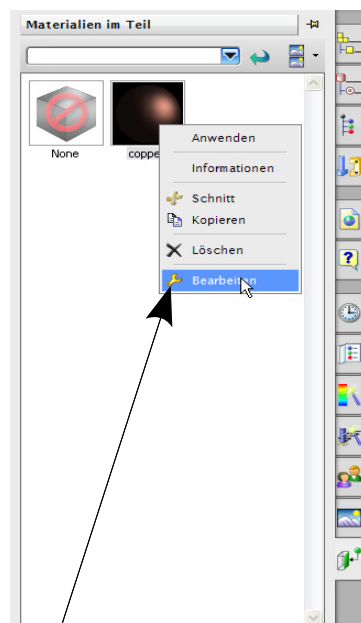 Materialien im Teil
None
coppe
Anwenden
Informationen
Schnitt
Kopieren
Löschen
Bearbeiten